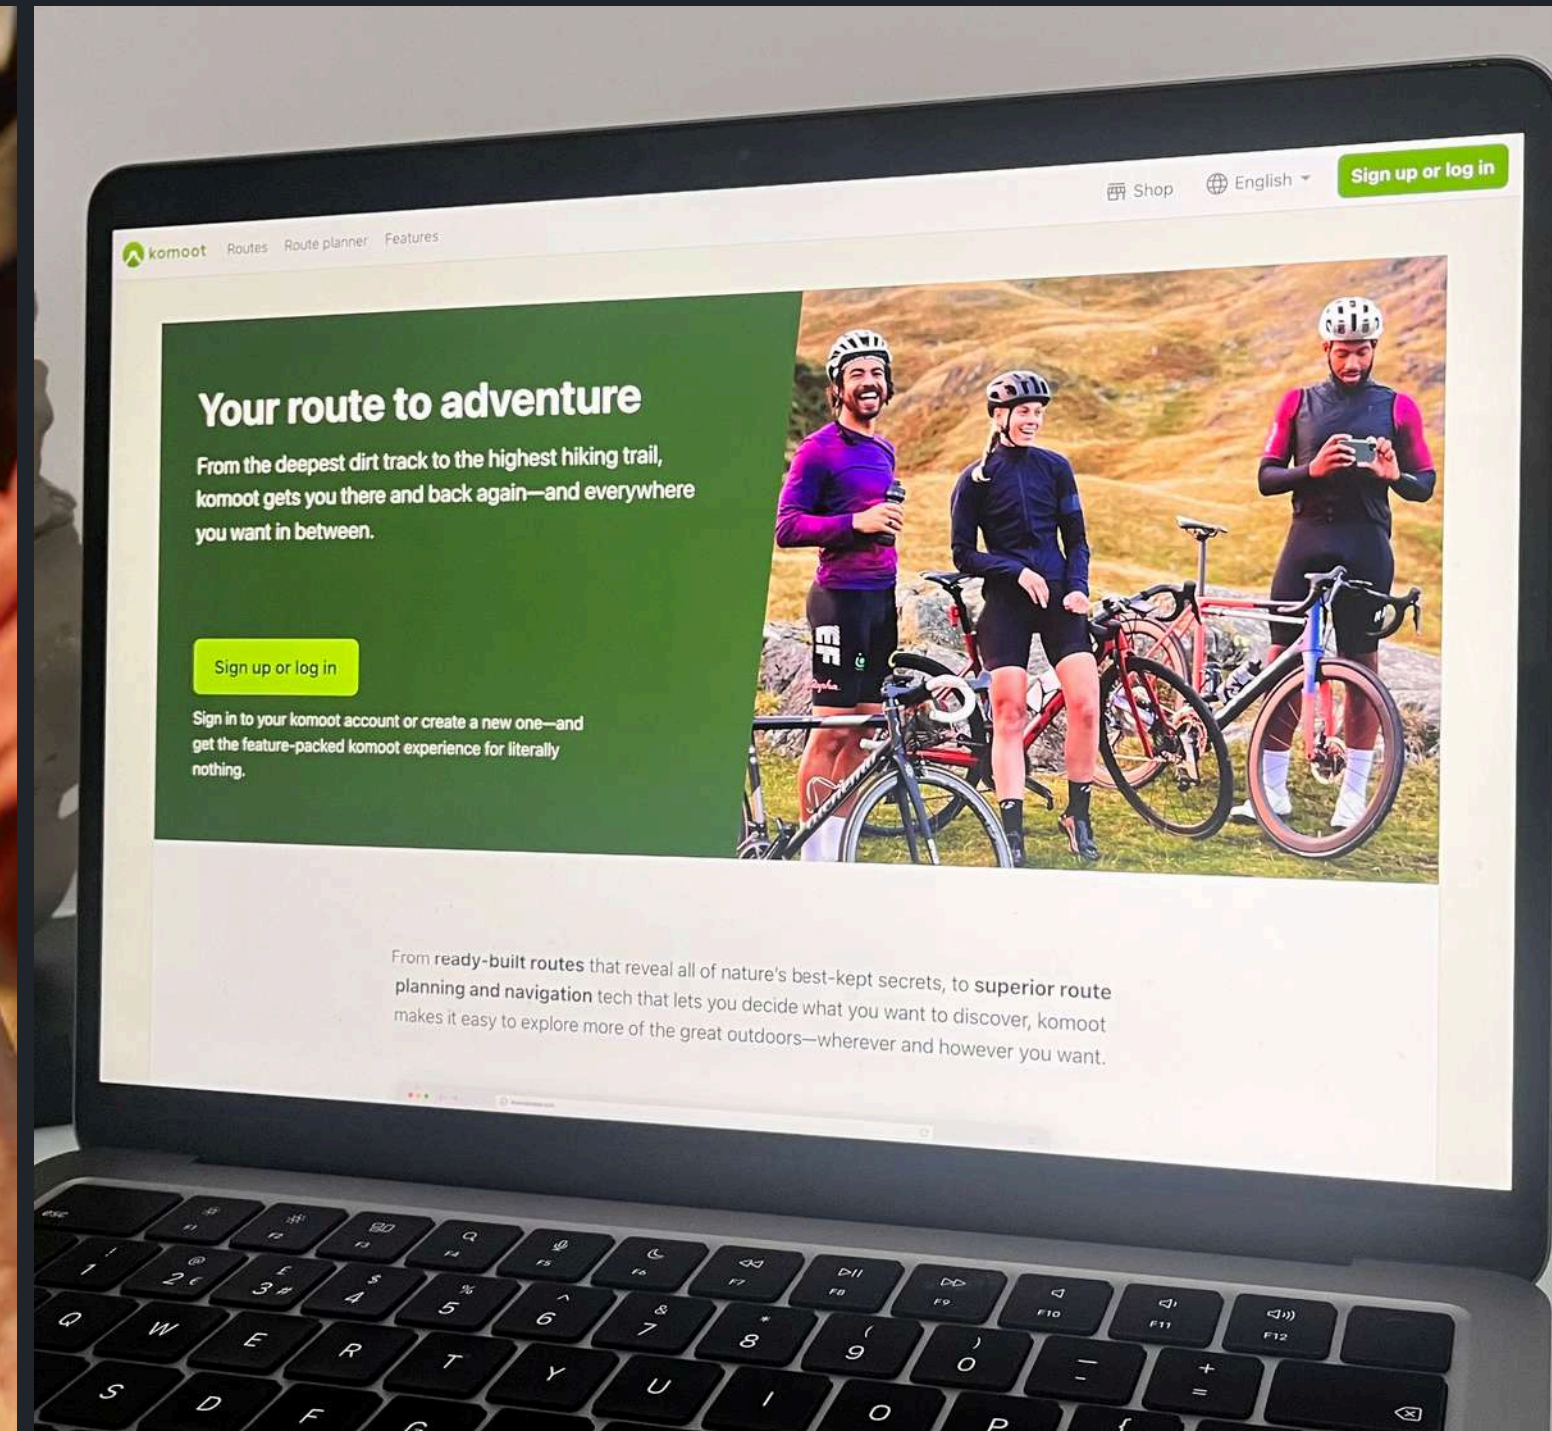 Shop
English
Sign up or log in
komoot
Routes
Route planner
Features
Your route to adventure
From the deepest dirt track to the highest hiking trail,
komoot gets you there and back again—and everywhere
you want in between.
Sign up or log in
Sign in to your komoot account or create a new one—and
get the feature-packed komoot experience for literally
nothing.
EF
Rapha
From ready-built routes that reveal all of nature's best-kept secrets, to superior route
planning and navigation tech that lets you decide what you want to discover, komoot
makes it easy to explore more of the great outdoors—wherever and however you want.
esc
F1 F2 F3 F4 F5 F6 F7 F8 F9 F10 F11 F12
! @ £ $ % ^ & * ( ) — +
1 2 € 3 # 4 5 6 7 8 9 0 - =
Q W E R T Y U I O P {
S D F G